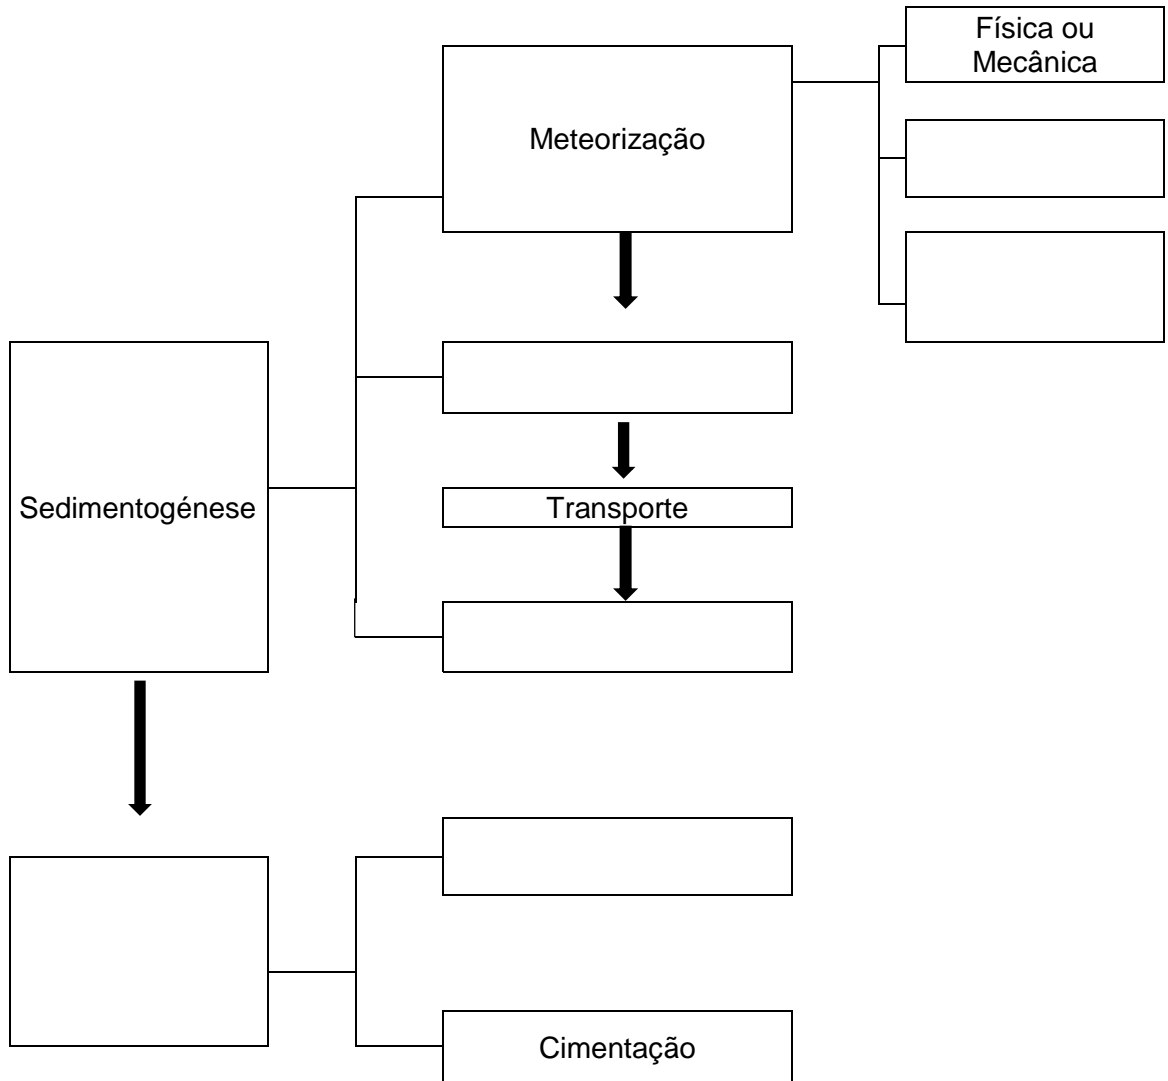 Física ou
Mecânica
Meteorização
Sedimentogénese
Transporte
Cimentação